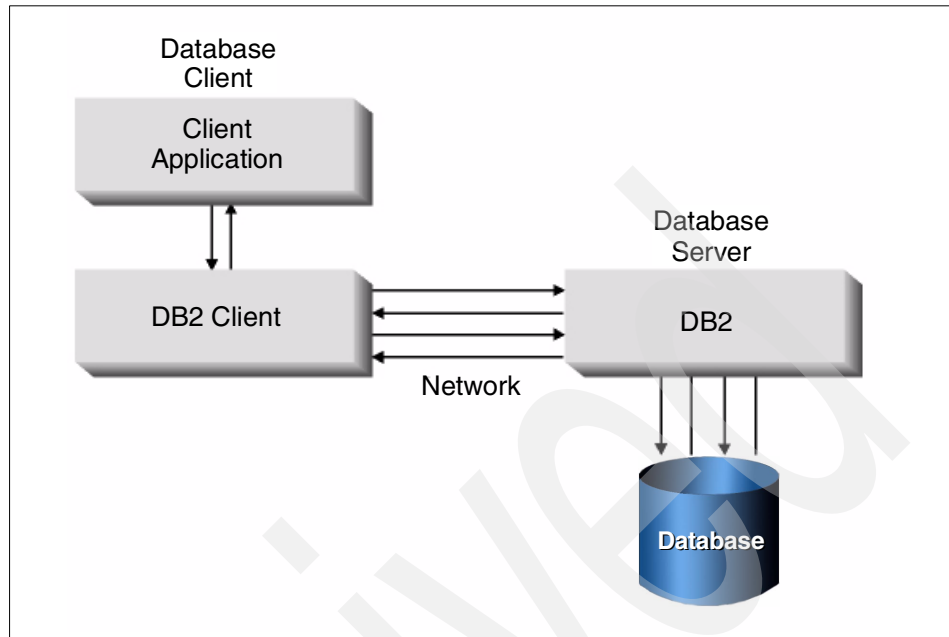 Database
Client
Client
Application
DB2 Client
Network
Database
Server
DB2
Database